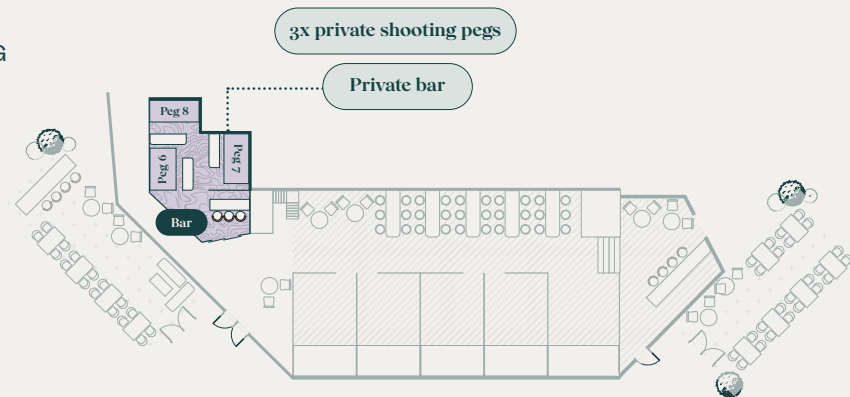 G
3x private shooting pegs
Private bar
Peg 8
Peg 6
Peg 7
Bar